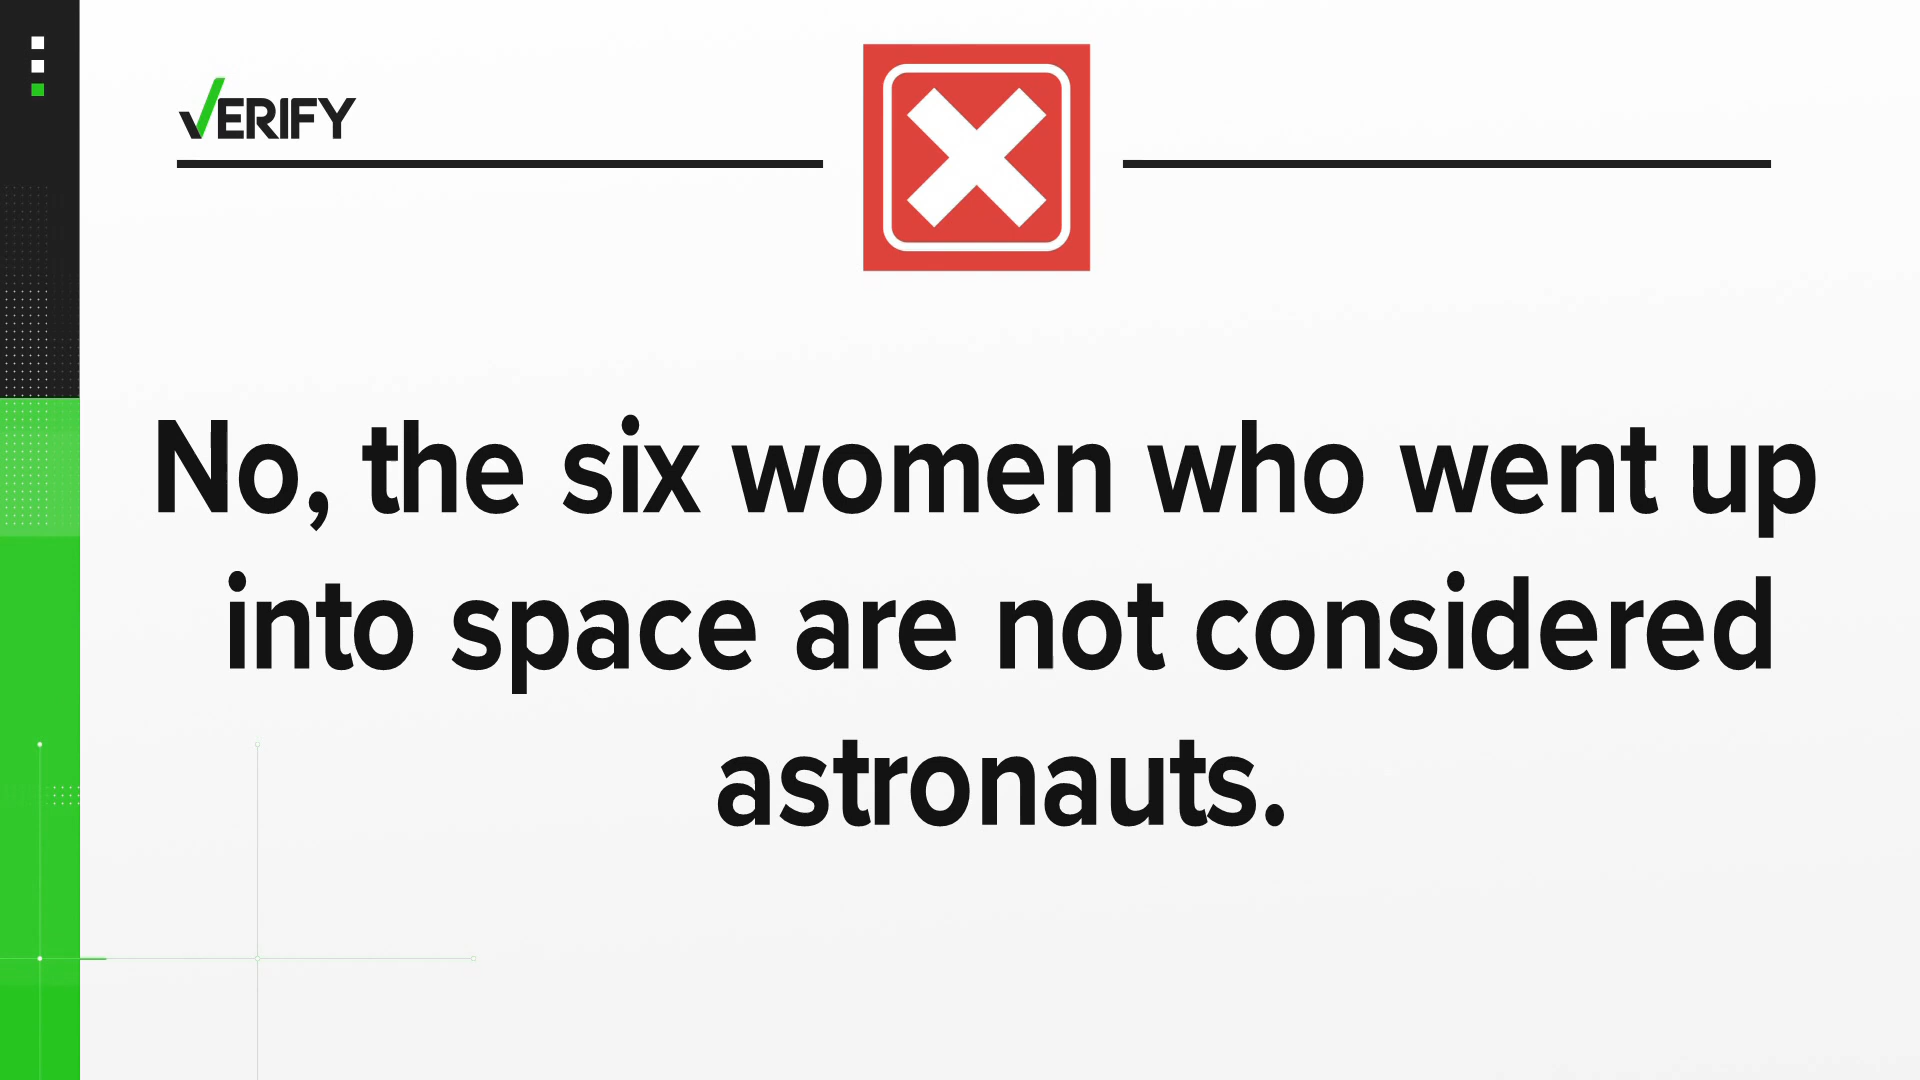 VERIFY
No, the six women who went up
into space are not considered
astronauts.